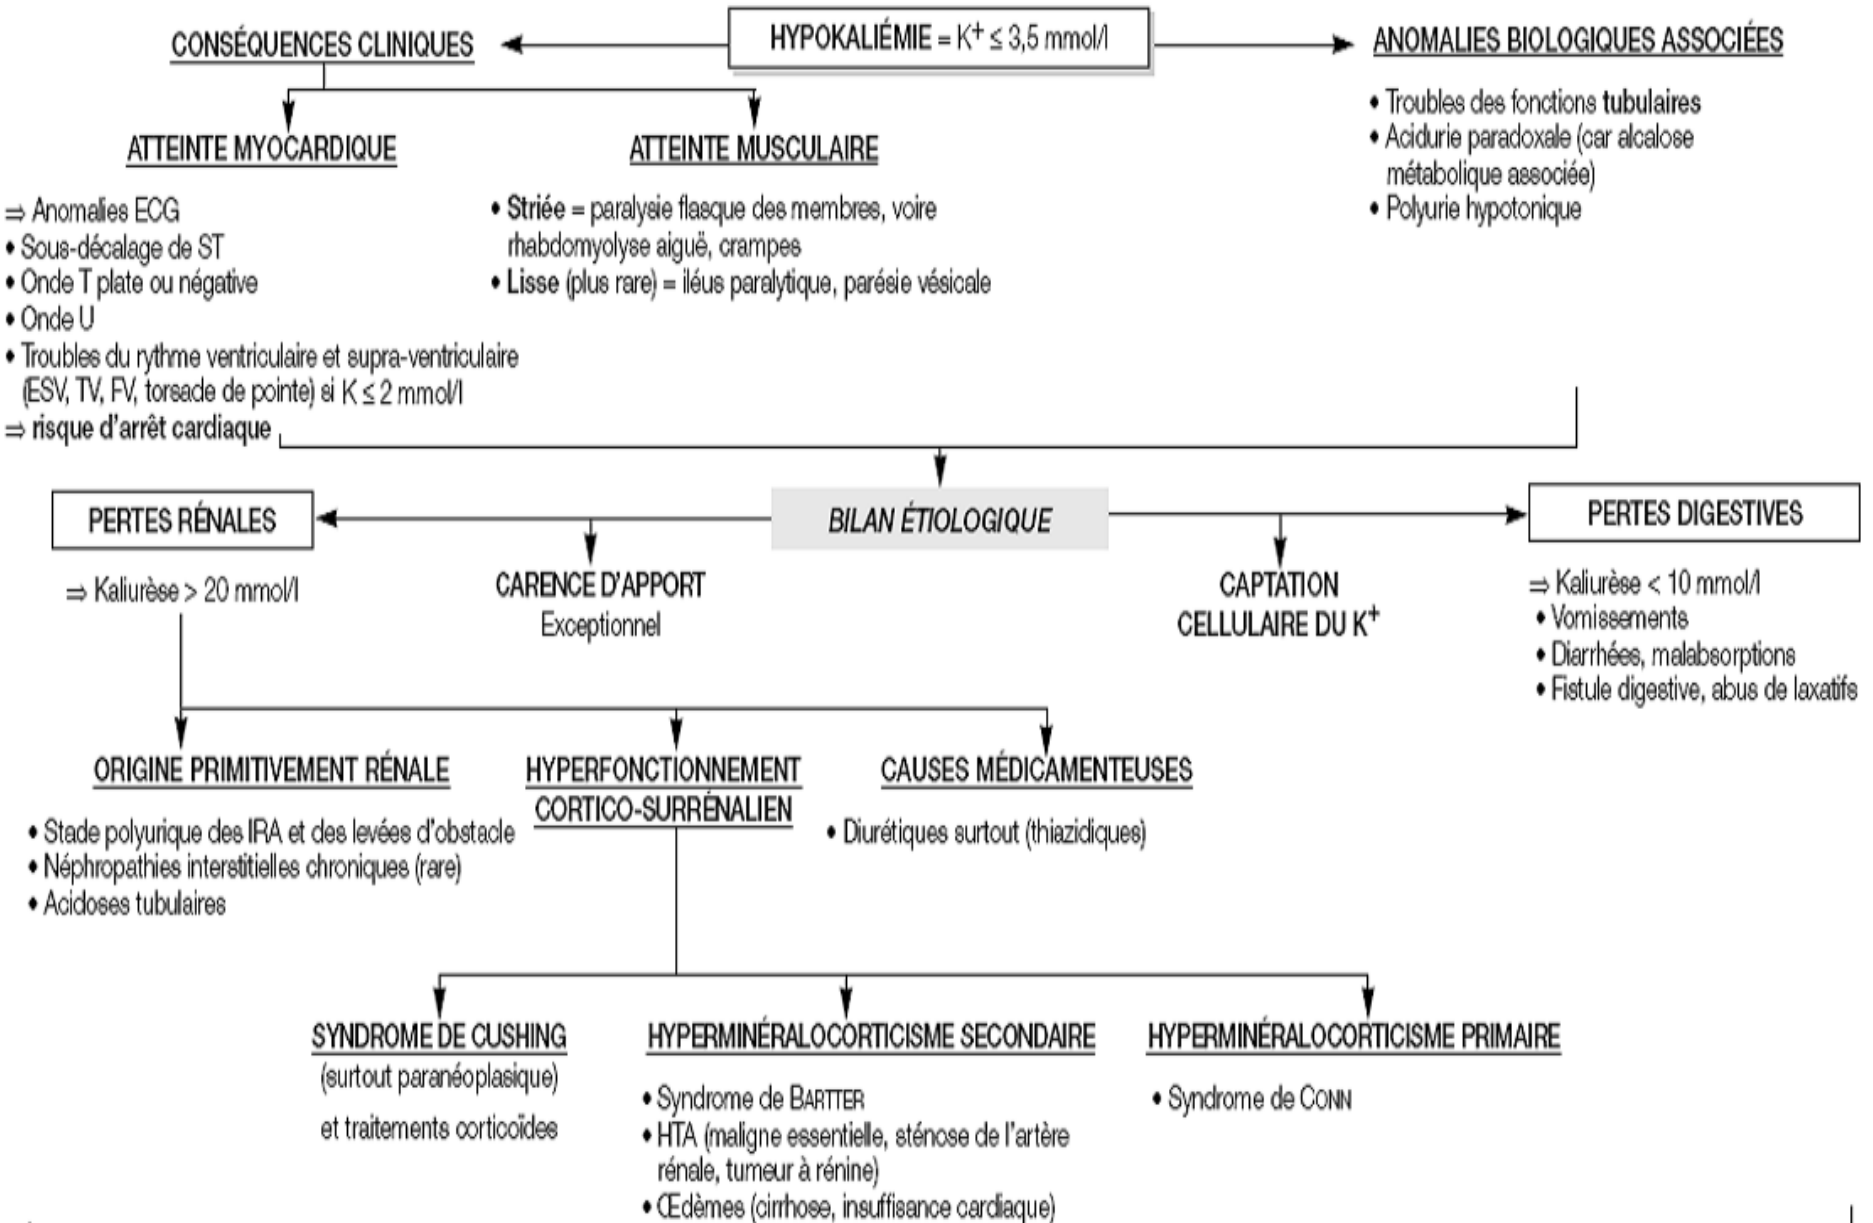 HYPOKALIÉMIE = K+ ≤ 3,5 mmol/l
CONSÉQUENCES CLINIQUES
ATTEINTE MYOCARDIQUE
⇒ Anomalies ECG
• Sous-décalage de ST
• Onde T plate ou négative
• Onde U
• Troubles du rythme ventriculaire et supra-ventriculaire
(ESV, TV, FV, torsade de pointe) si K ≤ 2 mmol/l
⇒ risque d'arrêt cardiaque
ATTEINTE MUSCULAIRE
• Striée = paralysie flasque des membres, voire
rhabdomyolyse aiguë, crampes
• Lisse (plus rare) = iléus paralytique, parésie vésicale
ANOMALIES BIOLOGIQUES ASSOCIÉES
• Troubles des fonctions tubulaires
• Acidurie paradoxale (car alcalose
métabolique associée)
• Polyurie hypotonique
BILAN ÉTIOLOGIQUE
PERTES RÉNALES
⇒ Kaliurèse > 20 mmol/l
CARENCE D'APPORT
Exceptionnel
CAPTATION
CELLULAIRE DU K+
PERTES DIGESTIVES
⇒ Kaliurèse < 10 mmol/l
• Vomissements
• Diarrhées, malabsorptions
• Fistule digestive, abus de laxatifs
ORIGINE PRIMITIVEMENT RÉNALE
• Stade polyurique des IRA et des levées d'obstacle
• Néphropathies interstitielles chroniques (rare)
• Acidoses tubulaires
HYPERFONCTIONNEMENT
CORTICO-SURRÉNALIEN
CAUSES MÉDICAMENTEUSES
• Diurétiques surtout (thiazidiques)
SYNDROME DE CUSHING
(surtout paranéoplasique)
et traitements corticoïdes
HYPERMINÉRALOCORTICISME SECONDAIRE
• Syndrome de BARTTER
• HTA (maligne essentielle, sténose de l'artère
rénale, tumeur à rénine)
• Œdèmes (cirrhose, insuffisance cardiaque)
HYPERMINÉRALOCORTICISME PRIMAIRE
• Syndrome de CONN